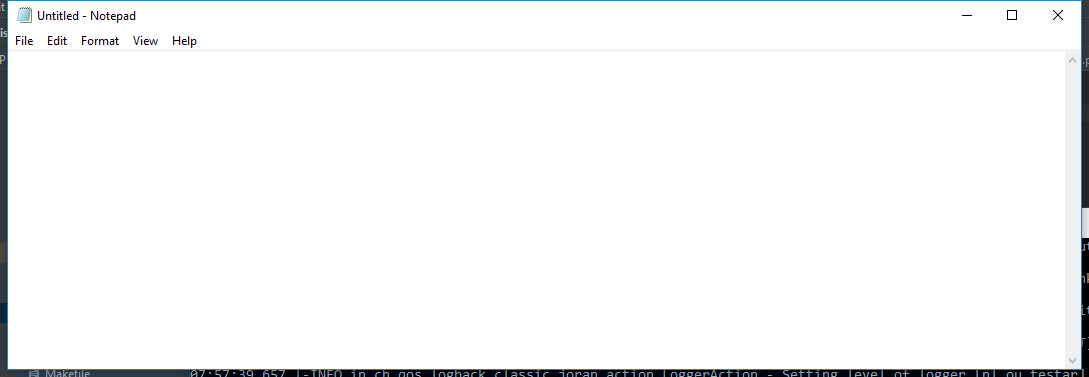 Untitled - Notepad
File Edit Format View Help
Makefile 07:57:39,657 |-INFO in ch.qos.logback.classic.joran.action.LoggerAction - Setting level of logger [nl.ou.testar